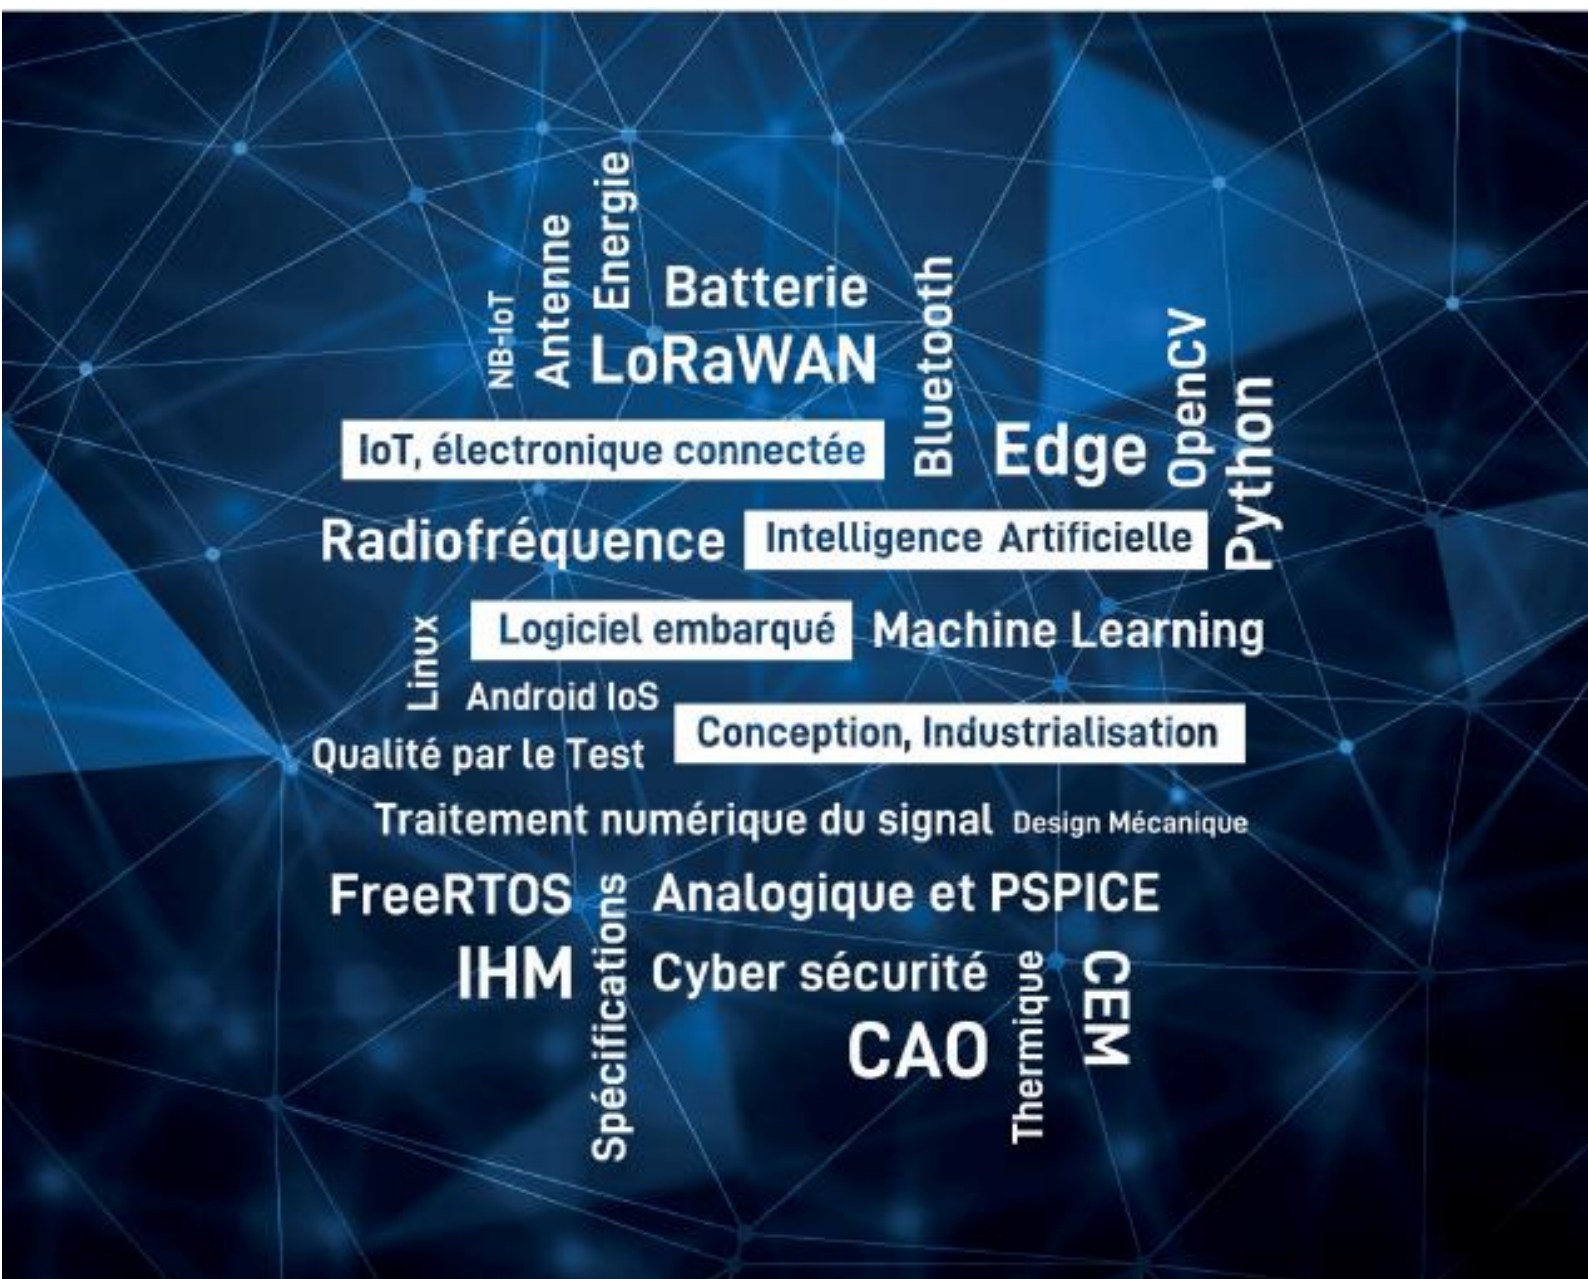 Energie
Antenne
NB-IoT
Batterie
LoRaWAN
Bluetooth
OpenCV
Python
IoT, électronique connectée
Edge
Radiofréquence
Intelligence Artificielle
Linux
Logiciel embarqué
Machine Learning
Android IoS
Conception, Industrialisation
Qualité par le Test
Traitement numérique du signal
Design Mécanique
FreeRTOS
Spécifications
Analogique et PSPICE
IHM
Cyber sécurité
Thermique
CEM
CAO